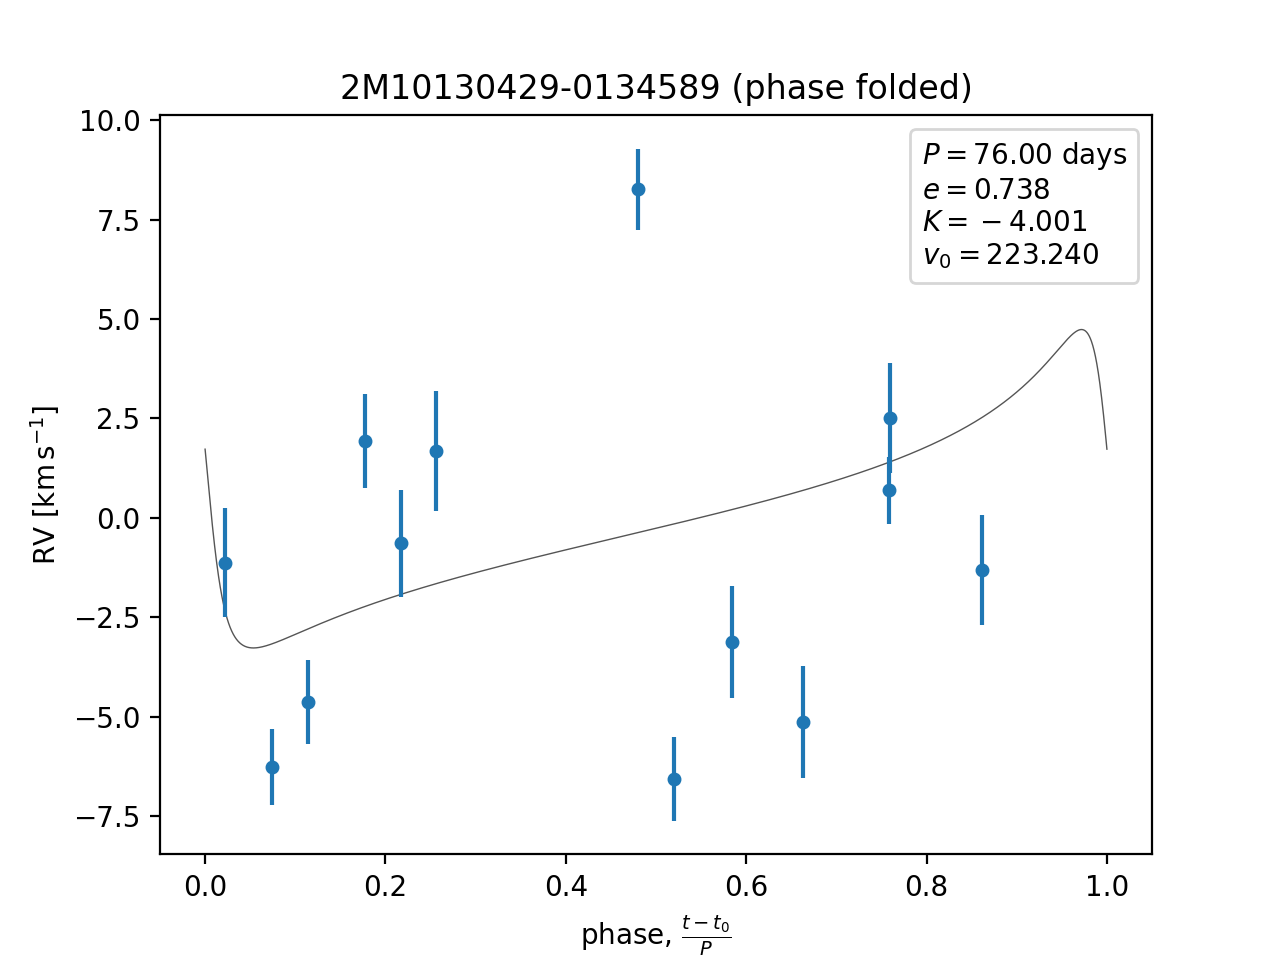 2M10130429-0134589 (phase folded)
10.0
7.5
5.0
2.5
0.0
−2.5
−5.0
−7.5
RV [km s⁻¹]
P = 76.00 days
e = 0.738
K = −4.001
v₀ = 223.240
0.0 0.2 0.4 0.6 0.8 1.0
phase, (t − t₀)/P